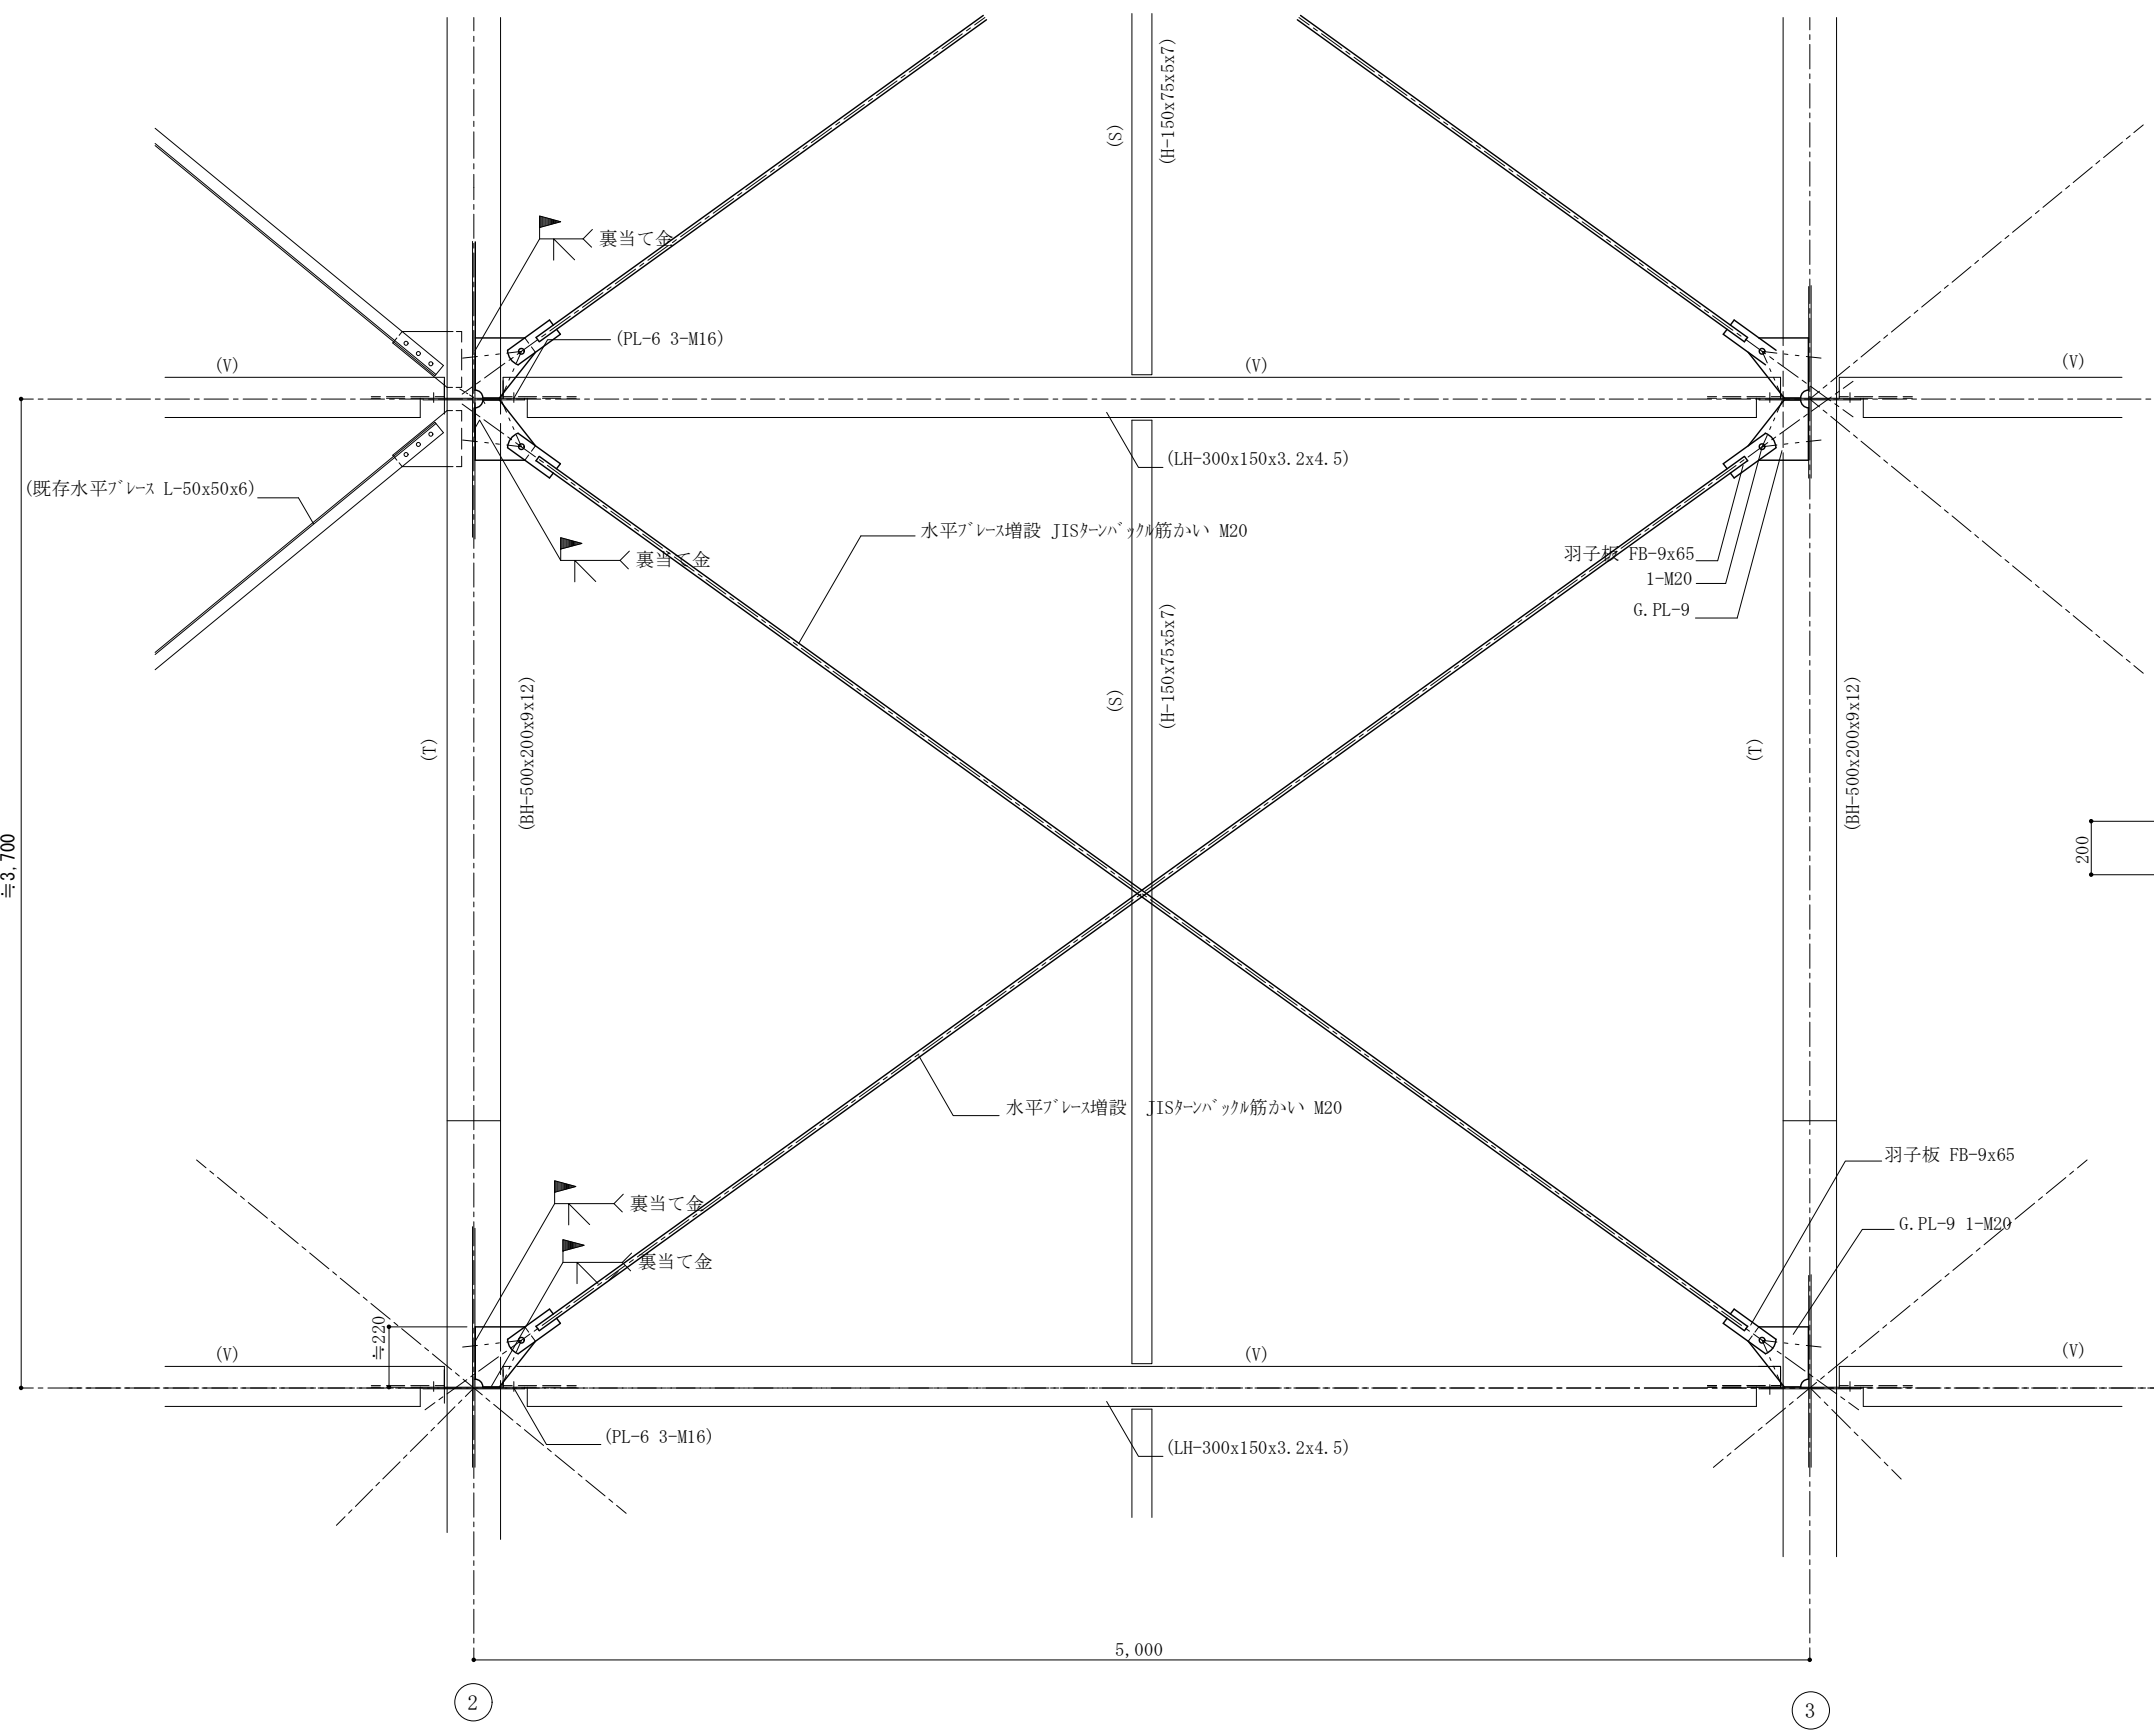 (H-150x75x5x7)
(S)
裏当て金
(PL-6 3-M16)
(V)
(V)
(V)
(LH-300x150x3.2x4.5)
(既存水平ブレース L-50x50x6)
水平ブレース増設 JISターンバックル筋かい M20
裏当て金
羽子板 FB-9x65
1-M20
G.PL-9
(H-150x75x5x7)
(S)
(BH-500x200x9x12)
(T)
(BH-500x200x9x12)
(T)
≒3,700
200
水平ブレース増設 JISターンバックル筋かい M20
羽子板 FB-9x65
裏当て金
G.PL-9 1-M20
裏当て金
≒220
(V)
(V)
(V)
(PL-6 3-M16)
(LH-300x150x3.2x4.5)
5,000
2
3